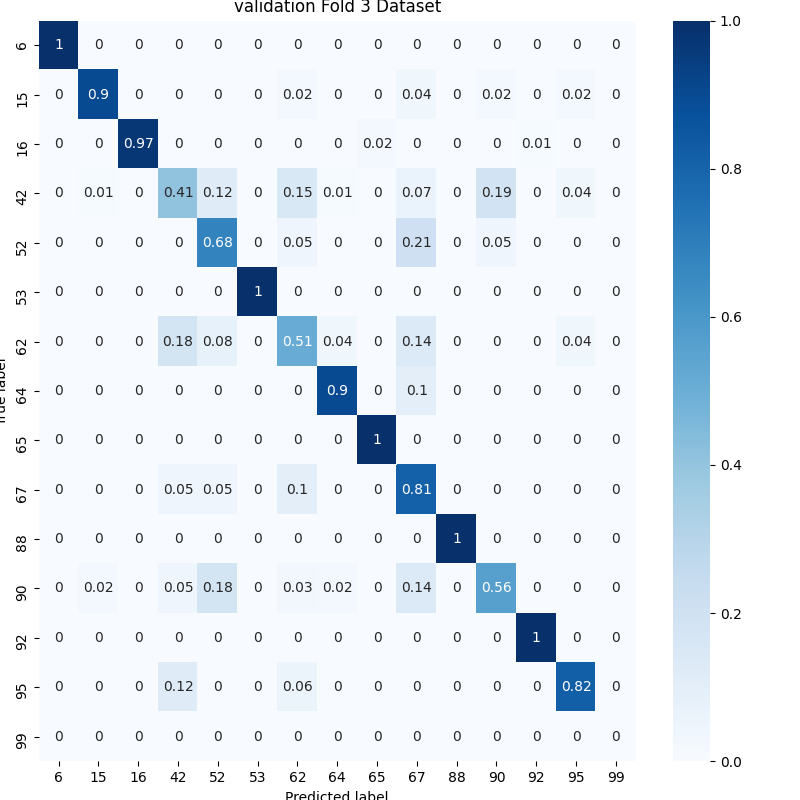 validation Fold 3 Dataset
6 1 0 0 0 0 0 0 0 0 0 0 0 0 0 0
15 0 0.9 0 0 0 0 0.02 0 0 0.04 0 0.02 0 0.02 0
16 0 0 0.97 0 0 0 0 0 0.02 0 0 0 0.01 0 0
42 0 0.01 0 0.41 0.12 0 0.15 0.01 0 0.07 0 0.19 0 0.04 0
52 0 0 0 0 0.68 0 0.05 0 0 0.21 0 0.05 0 0 0
53 0 0 0 0 0 1 0 0 0 0 0 0 0 0 0
62 0 0 0 0.18 0.08 0 0.51 0.04 0 0.14 0 0 0 0.04 0
64 0 0 0 0 0 0 0 0.9 0 0.1 0 0 0 0 0
65 0 0 0 0 0 0 0 0 1 0 0 0 0 0 0
67 0 0 0 0.05 0.05 0 0.1 0 0 0.81 0 0 0 0 0
88 0 0 0 0 0 0 0 0 0 0 1 0 0 0 0
90 0 0.02 0 0.05 0.18 0 0.03 0.02 0 0.14 0 0.56 0 0 0
92 0 0 0 0 0 0 0 0 0 0 0 0 1 0 0
95 0 0 0 0.12 0 0 0.06 0 0 0 0 0 0 0.82 0
99 0 0 0 0 0 0 0 0 0 0 0 0 0 0 0
6 15 16 42 52 53 62 64 65 67 88 90 92 95 99
Predicted label
True label
1.0
0.8
0.6
0.4
0.2
0.0